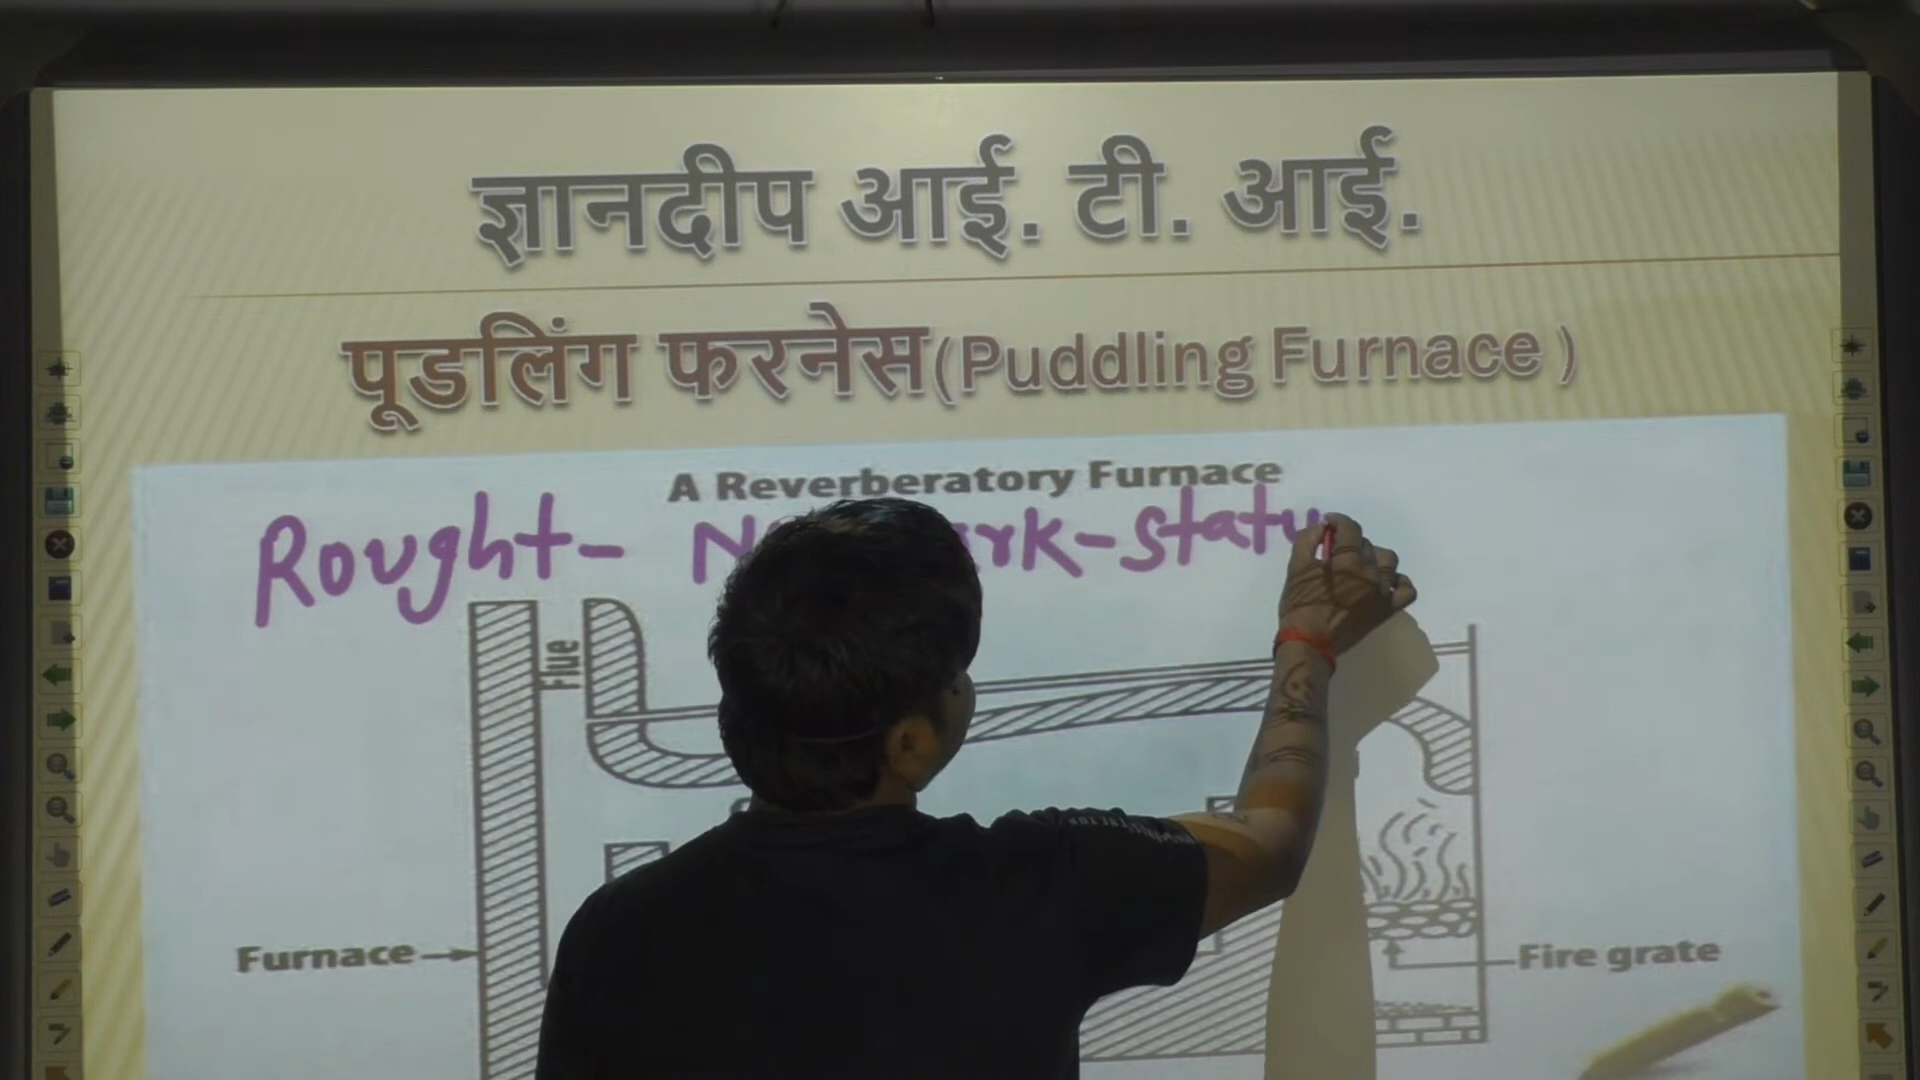 ज्ञानदीप आई. टी. आई.
पूडलिंग फरनेस(Puddling Furnace )
A Reverberatory Furnace
Rought-
Flue
Furnace
Fire grate